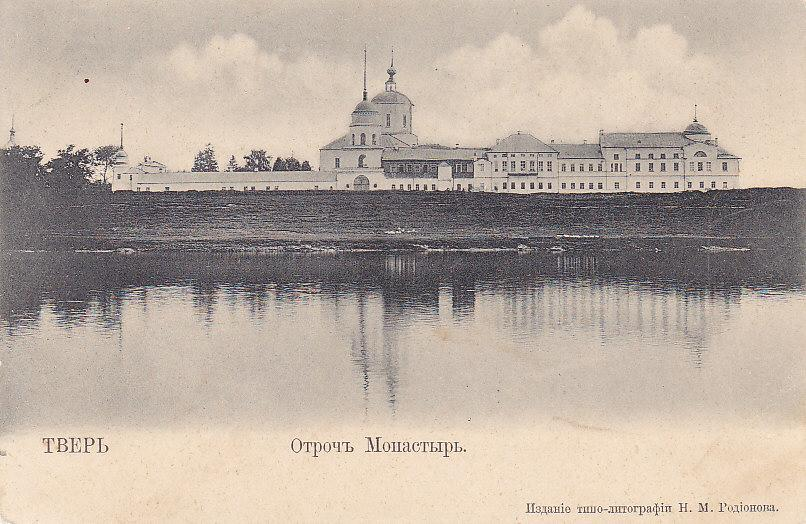 ТВЕРЬ
Отрочъ Монастырь.
Изданіе типо-литографіи Н. М. Родіонова.